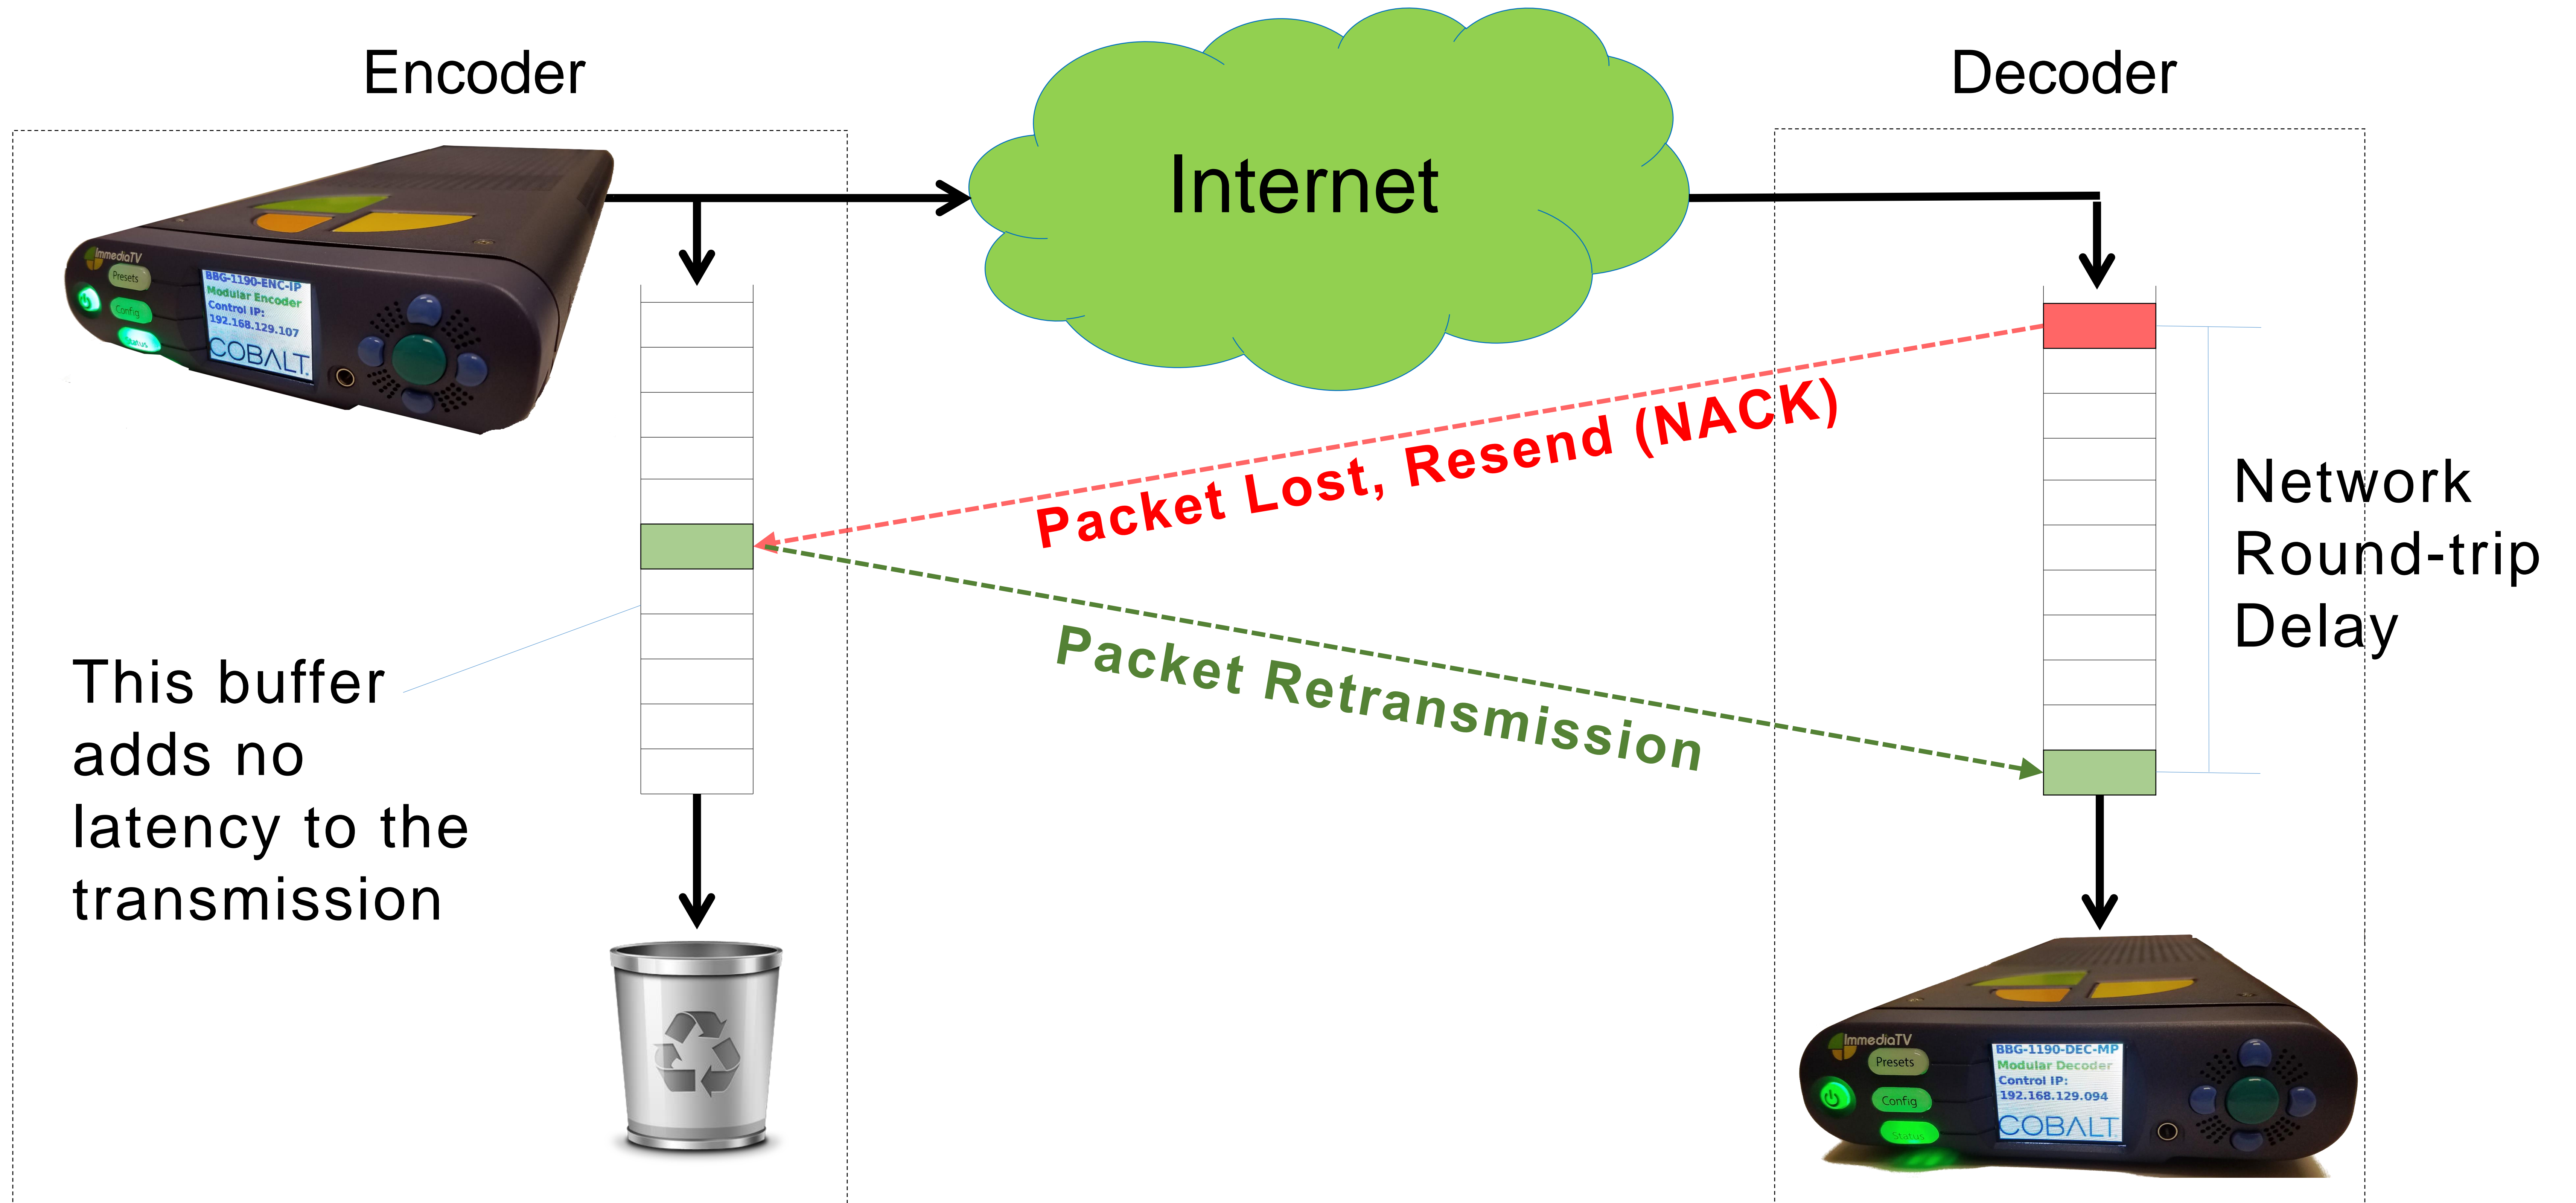 Encoder
Decoder
Internet
ImmediaTV
Presets
Config
Status
BBG-1190-ENC-IP
Modular Encoder
Control IP:
192.168.129.107
COBALT
Packet Lost, Resend (NACK)
Packet Retransmission
Network
Round-trip
Delay
This buffer
adds no
latency to the
transmission
ImmediaTV
Presets
Config
Status
BBG-1190-DEC-MP
Modular Decoder
Control IP:
192.168.129.094
COBALT